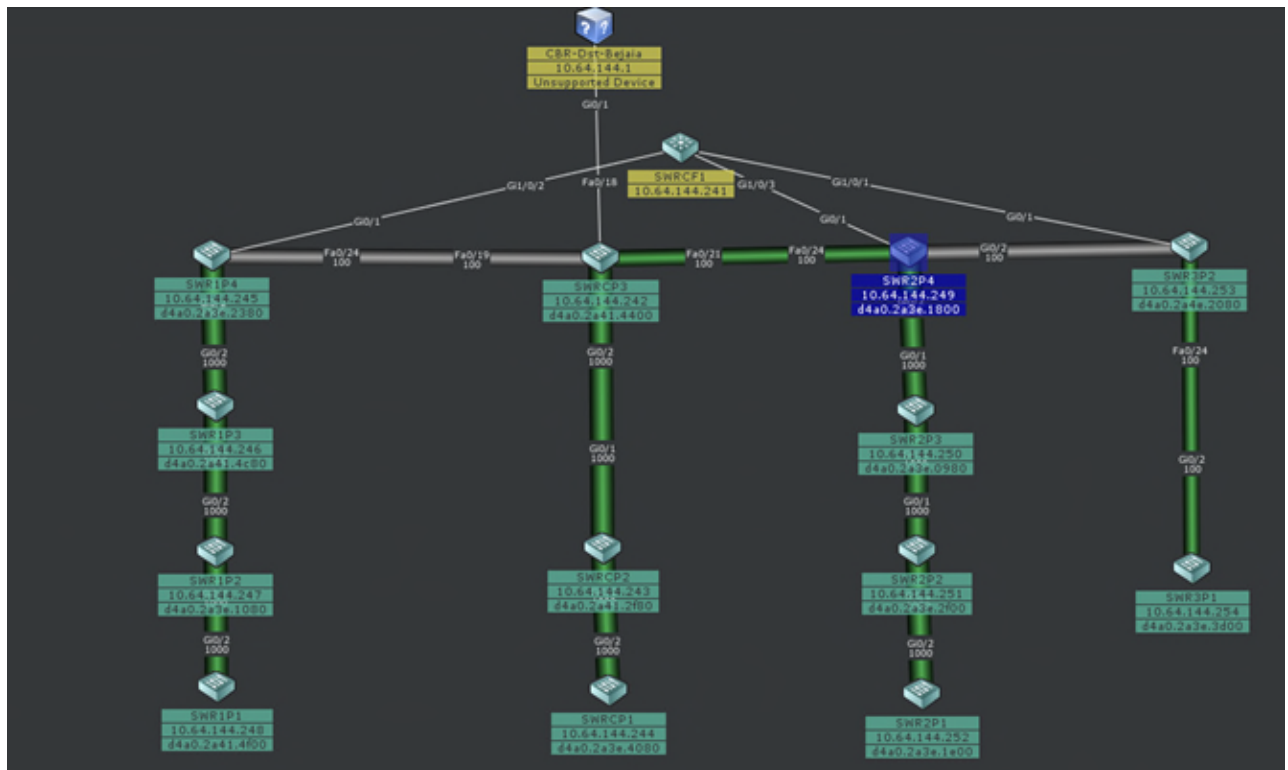 CBR-Dst-Bejaia
10.64.144.1
Unsupported Device
Gi0/1
SWRCF1
10.64.144.241
Gi1/0/2
Fa0/18
Gi1/0/3
Gi1/0/1
Gi0/1
Gi0/1
Gi0/1
Fa0/24
100
Fa0/19
100
Fa0/21
100
Fa0/24
100
Gi0/2
100
SWR1P4
10.64.144.245
d4a0.2a3e.2380
SWRCP3
10.64.144.242
d4a0.2a41.4400
SWR2P4
10.64.144.249
d4a0.2a3e.1800
SWR3P2
10.64.144.253
d4a0.2a4e.2080
Gi0/2
1000
Gi0/2
1000
Gi0/1
1000
Fa0/24
100
SWR1P3
10.64.144.246
d4a0.2a41.4c80
Gi0/1
1000
SWR2P3
10.64.144.250
d4a0.2a3e.0980
Gi0/2
100
Gi0/2
1000
Gi0/1
1000
SWR1P2
10.64.144.247
d4a0.2a3e.1080
SWRCP2
10.64.144.243
d4a0.2a41.2f80
SWR2P2
10.64.144.251
d4a0.2a3e.2f00
SWR3P1
10.64.144.254
d4a0.2a3e.3d00
Gi0/2
1000
Gi0/2
1000
Gi0/2
1000
SWR1P1
10.64.144.248
d4a0.2a41.4f00
SWRCP1
10.64.144.244
d4a0.2a3e.4080
SWR2P1
10.64.144.252
d4a0.2a3e.1e00